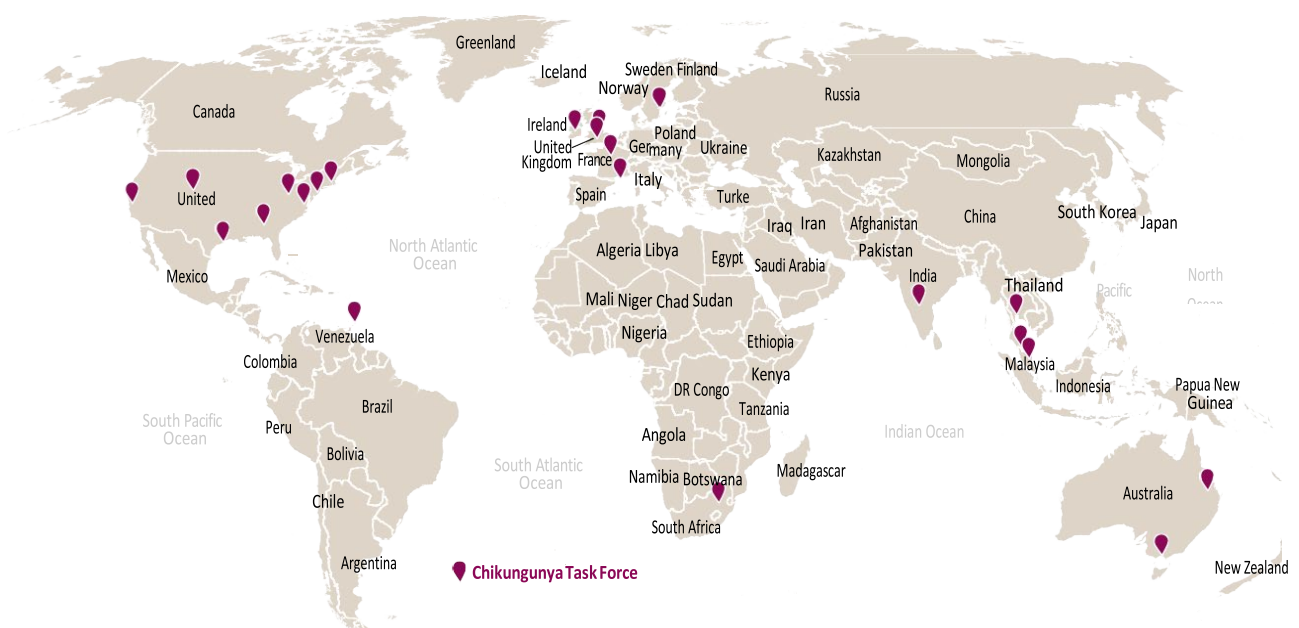 Greenland
Iceland
Sweden Finland
Norway
Russia
Canada
Ireland
United
Kingdom
France
Ger
many
Poland
Ukraine
Kazakhstan
Mongolia
United
Spain
Italy
Turke
South Korea
Japan
China
Iraq
Iran
Afghanistan
Pakistan
North Atlantic
Ocean
Algeria Libya
Egypt
Saudi Arabia
India
Thailand
Pacific
North
Ocean
Mexico
Mali Niger Chad Sudan
Nigeria
Ethiopia
Venezuela
Colombia
Kenya
Malaysia
Indonesia
Papua New
Guinea
DR Congo
Tanzania
Brazil
Peru
South Pacific
Ocean
Angola
Indian Ocean
Bolivia
South Atlantic
Ocean
Namibia Botswana
Madagascar
Chile
South Africa
Australia
Argentina
New Zealand
Chikungunya Task Force